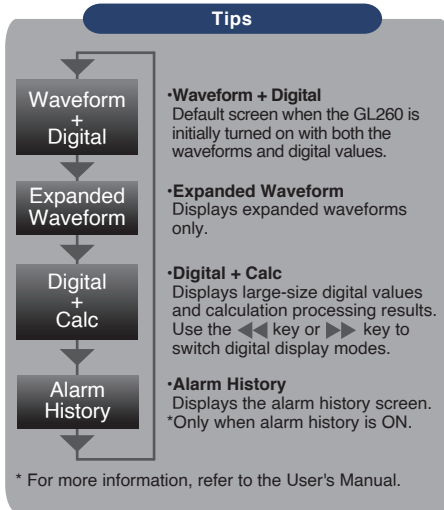 Tips
Waveform
+
Digital
•Waveform + Digital
Default screen when the GL260 is
initially turned on with both the
waveforms and digital values.
Expanded
Waveform
•Expanded Waveform
Displays expanded waveforms
only.
Digital
+
Calc
•Digital + Calc
Displays large-size digital values
and calculation processing results.
Use the ◀◀ key or ▶▶ key to
switch digital display modes.
Alarm
History
•Alarm History
Displays the alarm history screen.
*Only when alarm history is ON.
* For more information, refer to the User's Manual.